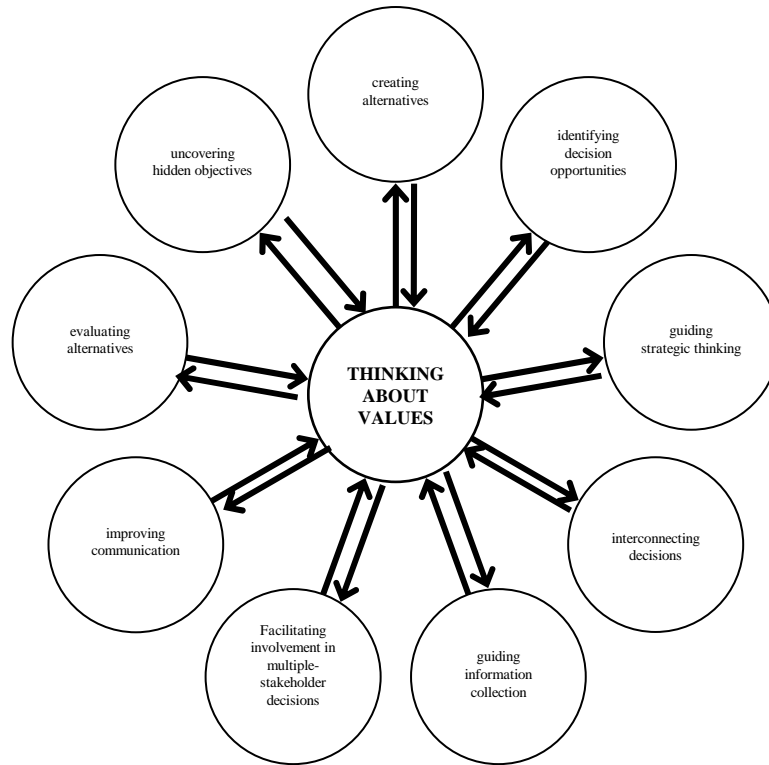 creating
alternatives
identifying
decision
opportunities
uncovering
hidden objectives
evaluating
alternatives
guiding
strategic thinking
THINKING
ABOUT
VALUES
improving
communication
interconnecting
decisions
Facilitating
involvement in
multiple-
stakeholder
decisions
guiding
information
collection